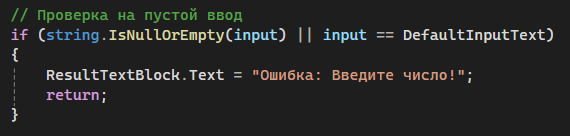 // Проверка на пустой ввод
if (string.IsNullOrEmpty(input) || input == DefaultInputText)
{
    ResultTextBlock.Text = "Ошибка: Введите число!";
    return;
}